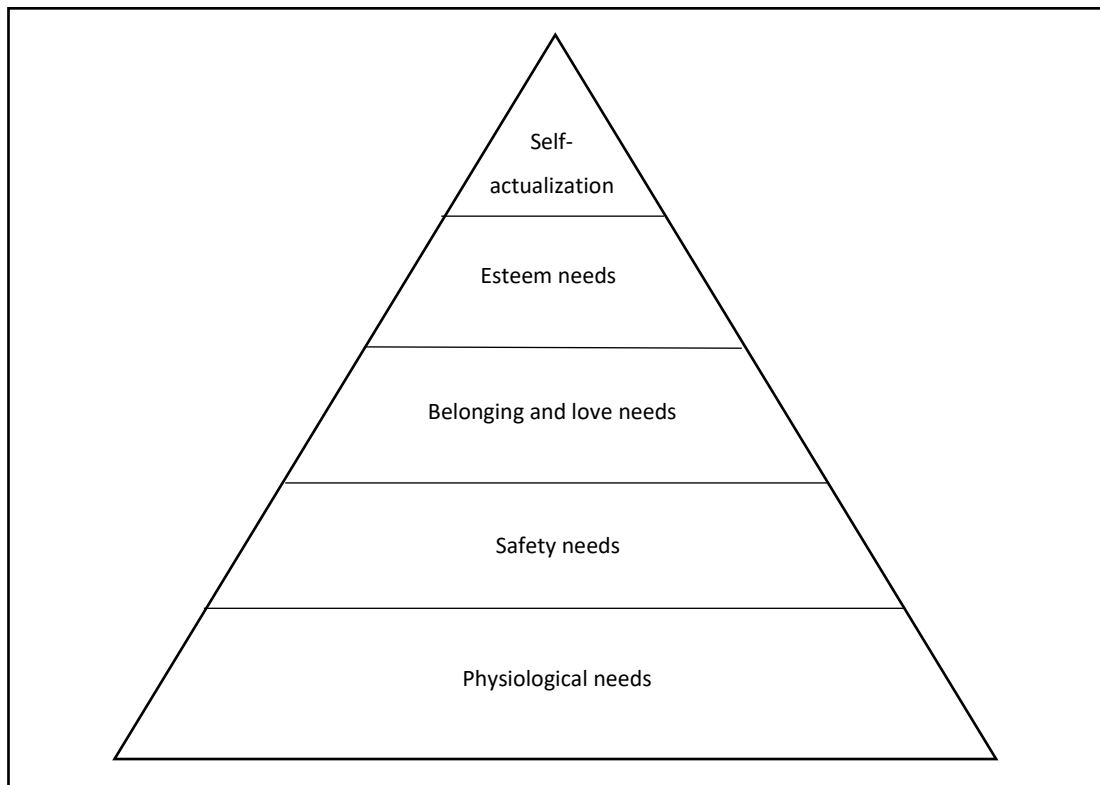 Self-
actualization
Esteem needs
Belonging and love needs
Safety needs
Physiological needs